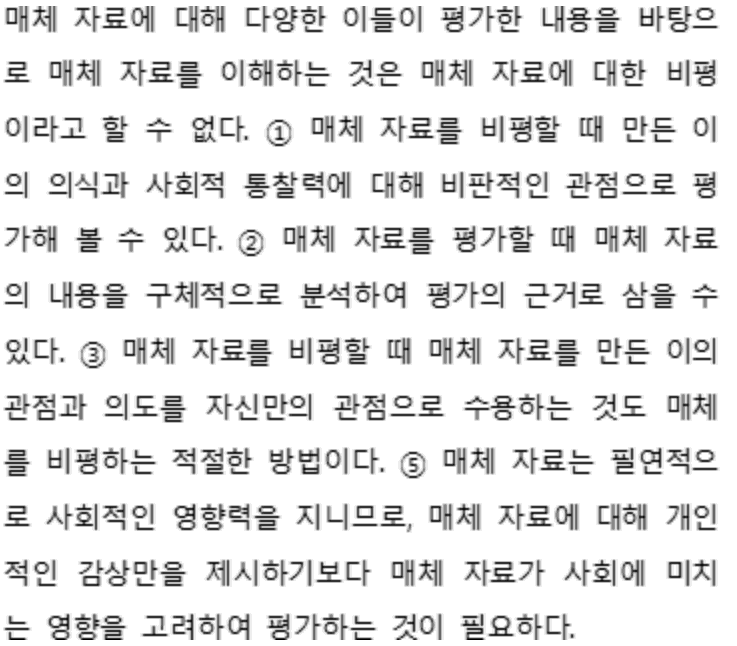 매체 자료에 대해 다양한 이들이 평가한 내용을 바탕으
로 매체 자료를 이해하는 것은 매체 자료에 대한 비평
이라고 할 수 없다. ① 매체 자료를 비평할 때 만든 이
의 의식과 사회적 통찰력에 대해 비판적인 관점으로 평
가해 볼 수 있다. ② 매체 자료를 평가할 때 매체 자료
의 내용을 구체적으로 분석하여 평가의 근거로 삼을 수
있다. ③ 매체 자료를 비평할 때 매체 자료를 만든 이의
관점과 의도를 자신만의 관점으로 수용하는 것도 매체
를 비평하는 적절한 방법이다. ⑤ 매체 자료는 필연적으
로 사회적인 영향력을 지니므로, 매체 자료에 대해 개인
적인 감상만을 제시하기보다 매체 자료가 사회에 미치
는 영향을 고려하여 평가하는 것이 필요하다.